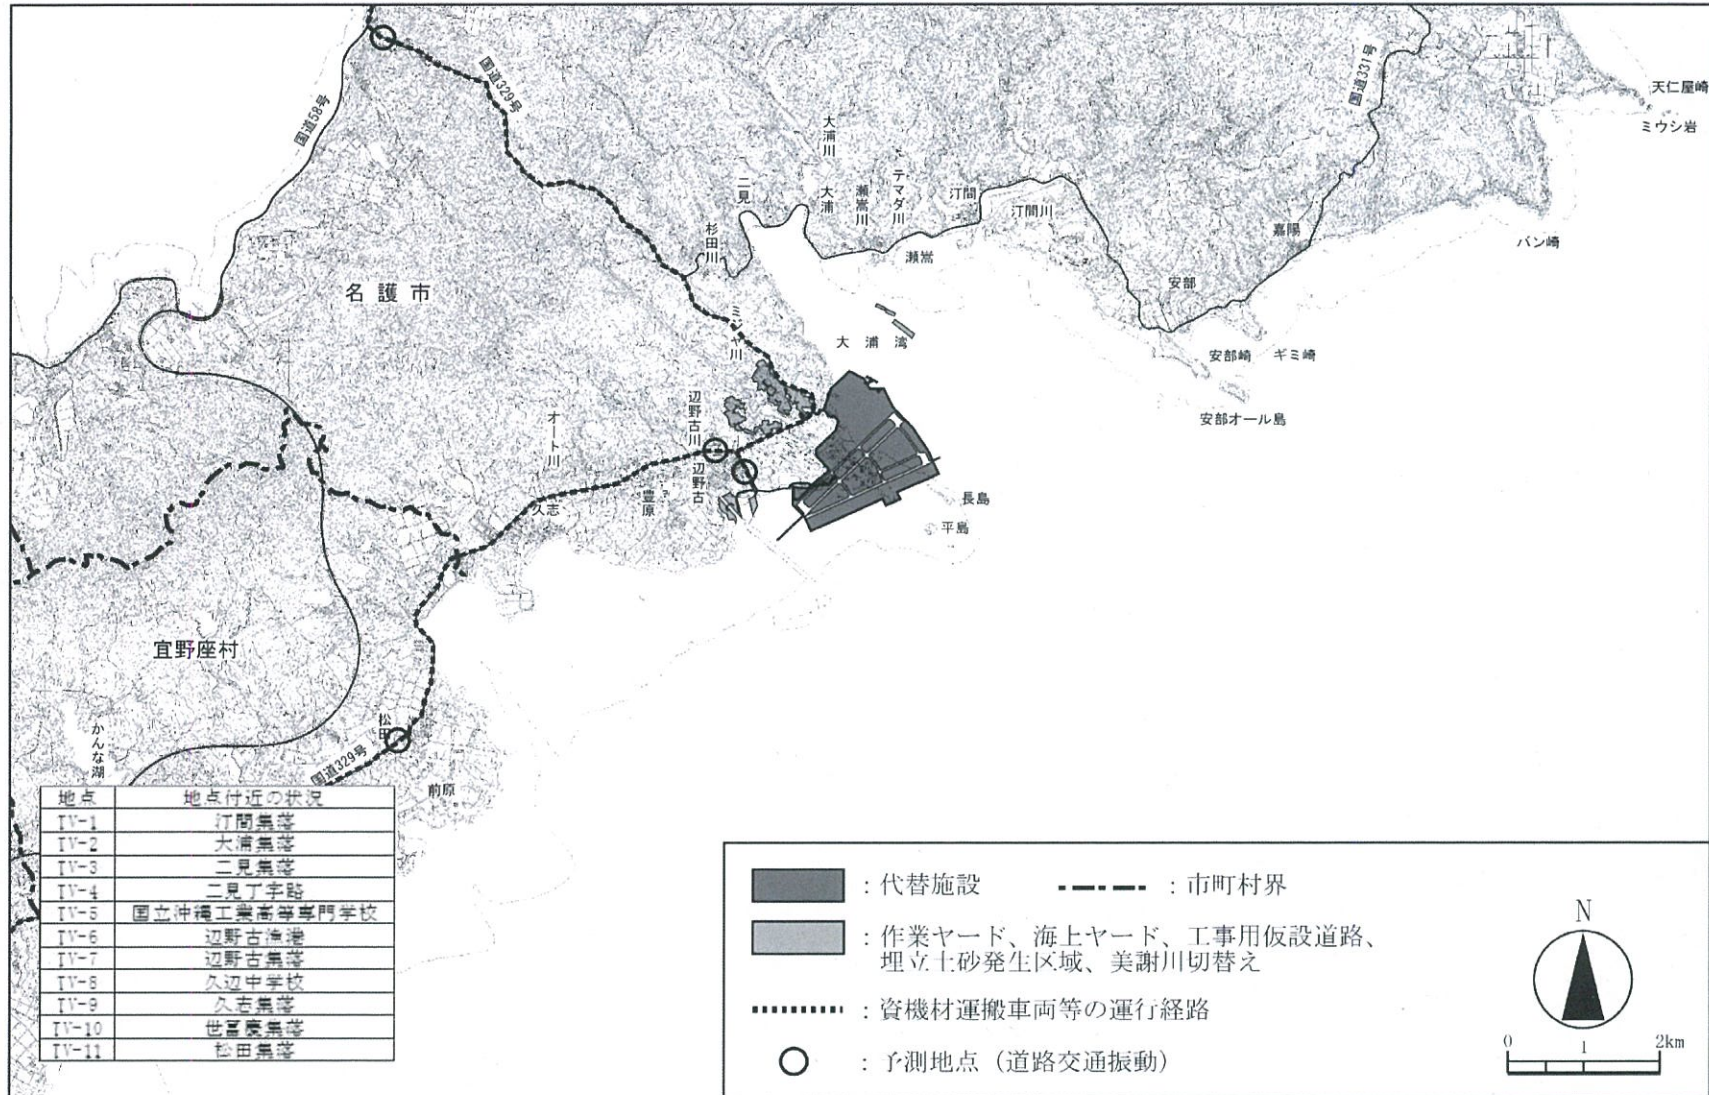 国道58号
国道329号
国道331号
天仁屋崎
ミウシ岩
バン崎
大浦川
二見
大浦
瀬嵩川
テマダ川
汀間
汀間川
嘉陽
杉田川
瀬嵩
安部
名護市
ミジャ川
大浦湾
安部崎
ギミ崎
安部オール島
辺野古川
オート川
辺野古
豊原
久志
長島
平島
宜野座村
松田
かんな湖
国道329号
前原
地点 地点付近の状況
TV-1 汀間集落
TV-2 大浦集落
TV-3 二見集落
TV-4 二見丁字路
TV-5 国立沖縄工業高等専門学校
TV-6 辺野古漁港
TV-7 辺野古集落
TV-8 久辺中学校
TV-9 久志集落
TV-10 世冨慶集落
TV-11 松田集落
：代替施設 ：市町村界
：作業ヤード、海上ヤード、工事用仮設道路、
埋立土砂発生区域、美謝川切替え
：資機材運搬車両等の運行経路
：予測地点（道路交通振動）
N
0 1 2km